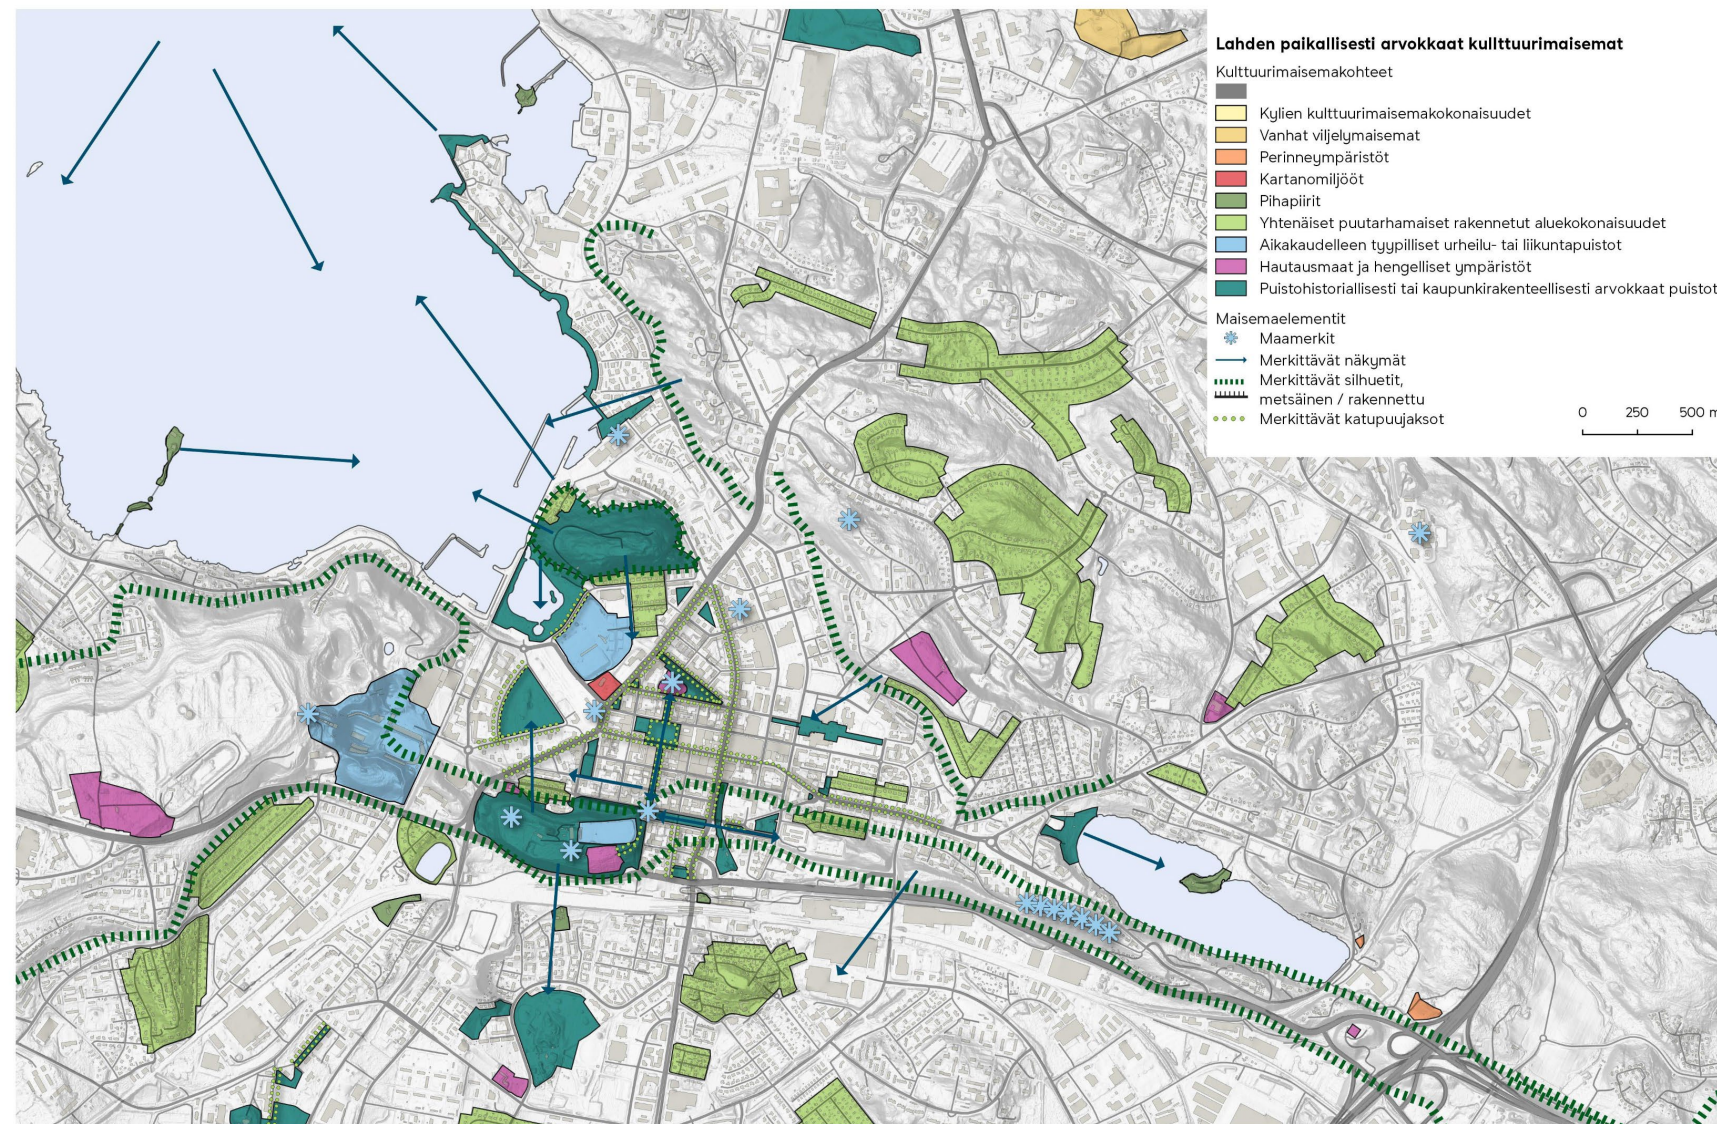 Lahden paikallisesti arvokkaat kullttuurimaisemat
Kulttuurimaisemakohteet
Kylien kulttuurimaisemakokonaisuudet
Vanhat viljelymaisemat
Perinneympäristöt
Kartanomiljööt
Pihapiirit
Yhtenäiset puutarhamaiset rakennetut aluekokonaisuudet
Aikakaudelleen tyypilliset urheilu- tai liikuntapuistot
Hautausmaat ja hengelliset ympäristöt
Puistohistoriallisesti tai kaupunkirakenteellisesti arvokkaat puistot
Maisemaelementit
Maamerkit
Merkittävät näkymät
Merkittävät silhuetit,
metsäinen / rakennettu
Merkittävät katupuujaksot
0 250 500 m